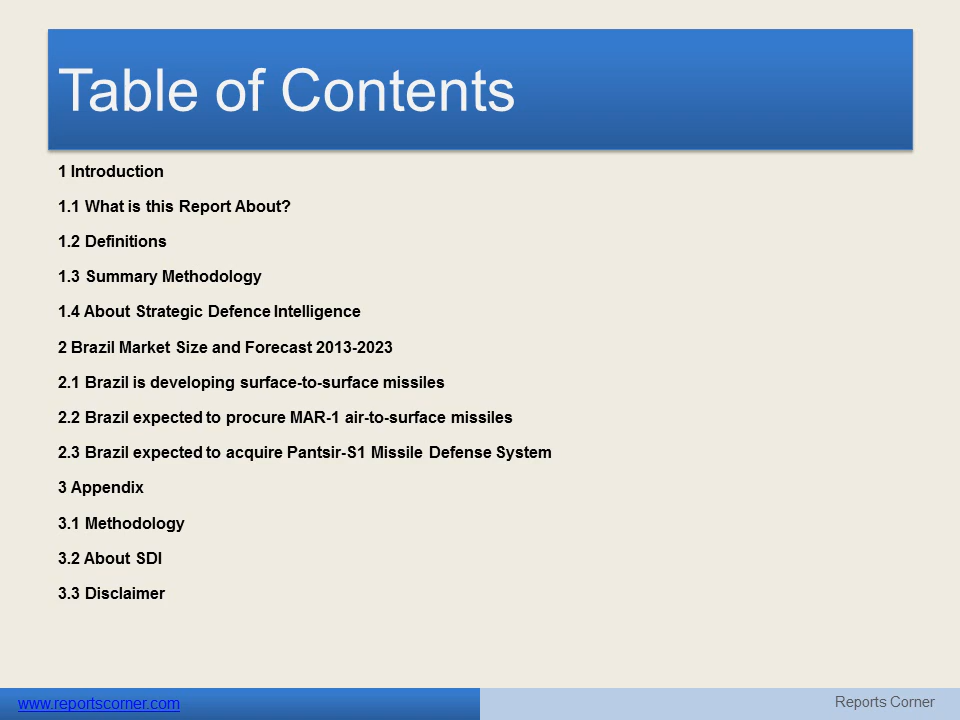 Table of Contents
1 Introduction
1.1 What is this Report About?
1.2 Definitions
1.3 Summary Methodology
1.4 About Strategic Defence Intelligence
2 Brazil Market Size and Forecast 2013-2023
2.1 Brazil is developing surface-to-surface missiles
2.2 Brazil expected to procure MAR-1 air-to-surface missiles
2.3 Brazil expected to acquire Pantsir-S1 Missile Defense System
3 Appendix
3.1 Methodology
3.2 About SDI
3.3 Disclaimer
www.reportscorner.com
Reports Corner